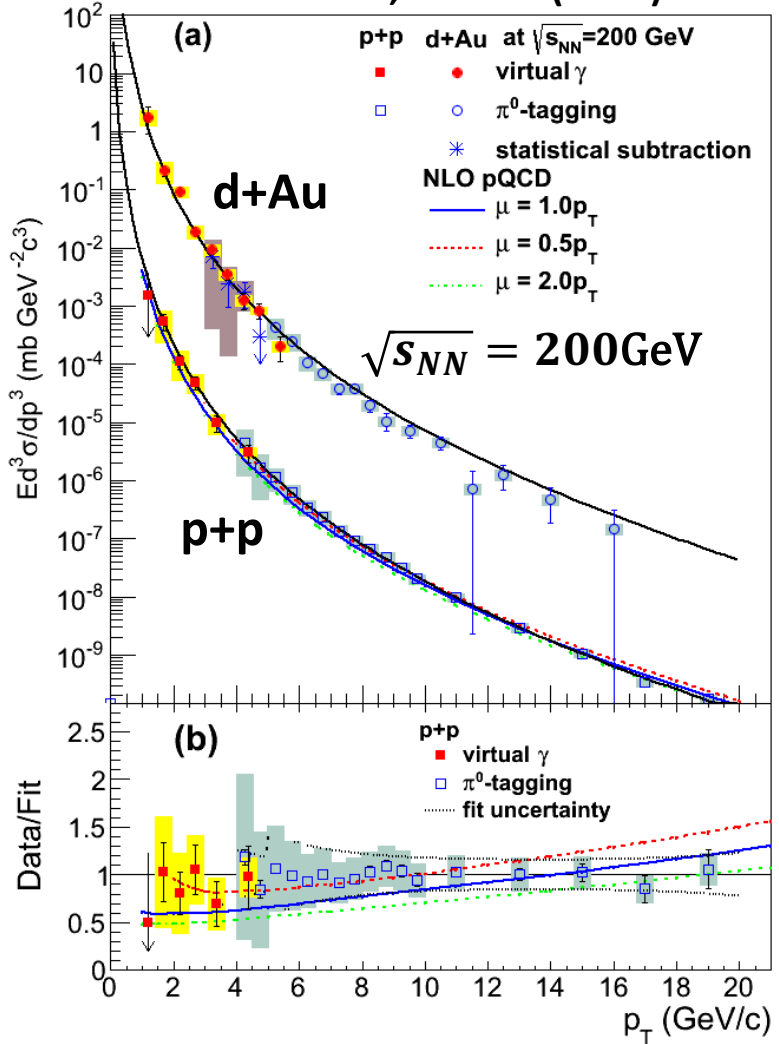 (a)
p+p d+Au at √s_NN=200 GeV
virtual γ
π⁰-tagging
statistical subtraction
NLO pQCD
μ = 1.0p_T
μ = 0.5p_T
μ = 2.0p_T
d+Au
√s_NN = 200GeV
p+p
Ed³σ/dp³ (mb GeV⁻²c³)
10²
10
1
10⁻¹
10⁻²
10⁻³
10⁻⁴
10⁻⁵
10⁻⁶
10⁻⁷
10⁻⁸
10⁻⁹
(b)
p+p
virtual γ
π⁰-tagging
fit uncertainty
Data/Fit
2.5
2
1.5
1
0.5
0
0 2 4 6 8 10 12 14 16 18 20
p_T (GeV/c)